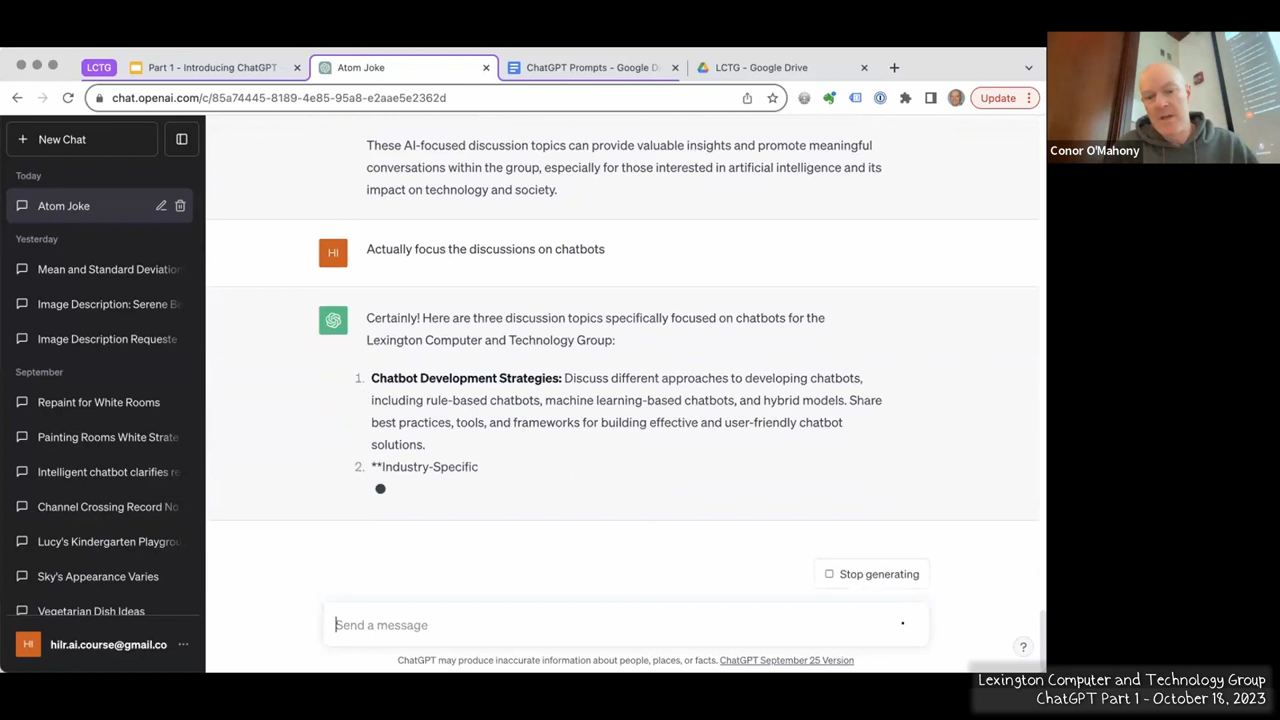 LCTG
Part 1 - Introducing ChatGPT
Atom Joke
ChatGPT Prompts - Google D
LCTG - Google Drive
chat.openai.com/c/85a74445-8189-4e85-95a8-e2aae5e2362d
Update
New Chat
Today
Atom Joke
Yesterday
Mean and Standard Deviation
Image Description: Serene Be
Image Description Requeste
September
Repaint for White Rooms
Painting Rooms White Strate
Intelligent chatbot clarifies re
Channel Crossing Record No
Lucy's Kindergarten Playgrou
Sky's Appearance Varies
Vegetarian Dish Ideas
HI
hilr.ai.course@gmail.co
These AI-focused discussion topics can provide valuable insights and promote meaningful
conversations within the group, especially for those interested in artificial intelligence and its
impact on technology and society.
HI
Actually focus the discussions on chatbots
Certainly! Here are three discussion topics specifically focused on chatbots for the
Lexington Computer and Technology Group:
1. Chatbot Development Strategies: Discuss different approaches to developing chatbots,
including rule-based chatbots, machine learning-based chatbots, and hybrid models. Share
best practices, tools, and frameworks for building effective and user-friendly chatbot
solutions.
2. **Industry-Specific
Stop generating
Send a message
ChatGPT may produce inaccurate information about people, places, or facts. ChatGPT September 25 Version
?
Conor O'Mahony
Lexington Computer and Technology Group
ChatGPT Part 1 - October 18, 2023